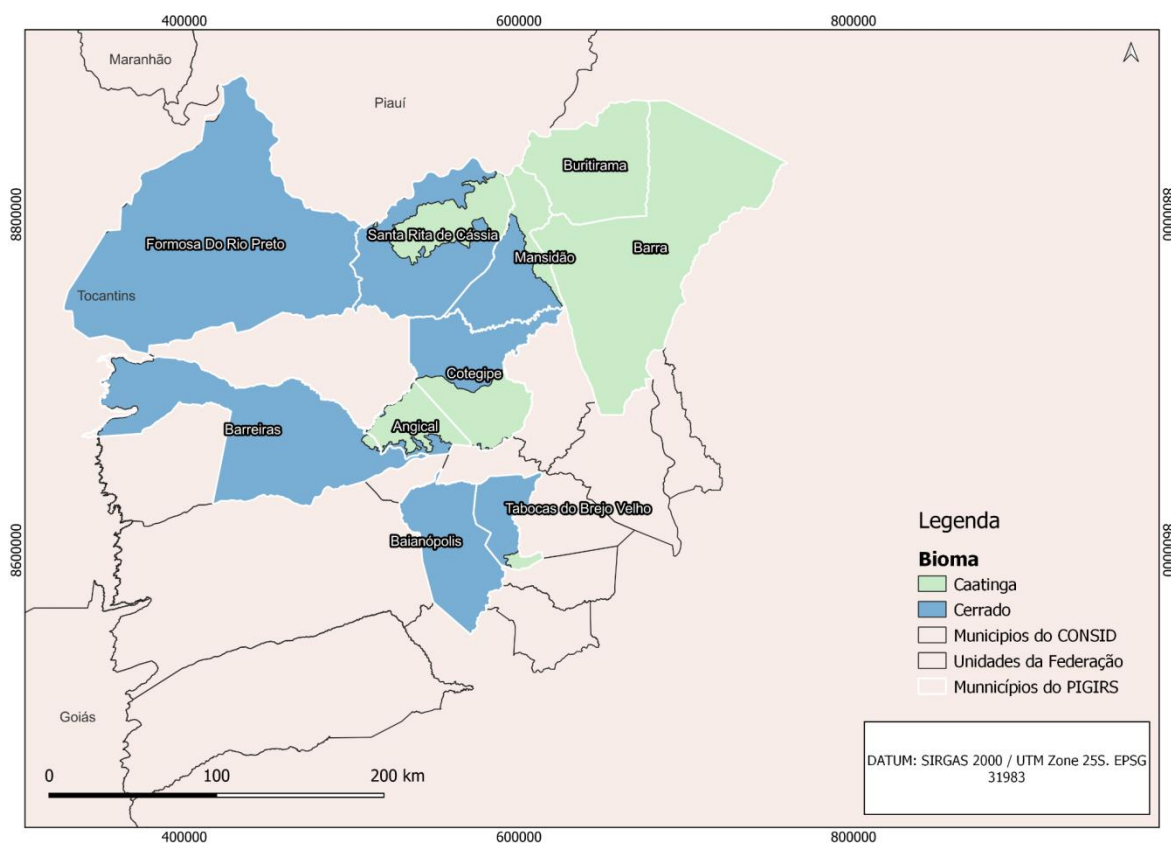 400000
600000
800000
Maranhão
Piauí
Buritirama
8800000
8800000
Santa Rita de Cássia
Formosa Do Rio Preto
Barra
Mansidão
Tocantins
Cotegipe
Angical
Barreiras
Tabocas do Brejo Velho
Baianópolis
8600000
8600000
Legenda
Bioma
Caatinga
Cerrado
Municipios do CONSID
Unidades da Federação
Munnicípios do PIGIRS
Goiás
DATUM: SIRGAS 2000 / UTM Zone 25S. EPSG
31983
0
100
200 km
400000
600000
800000